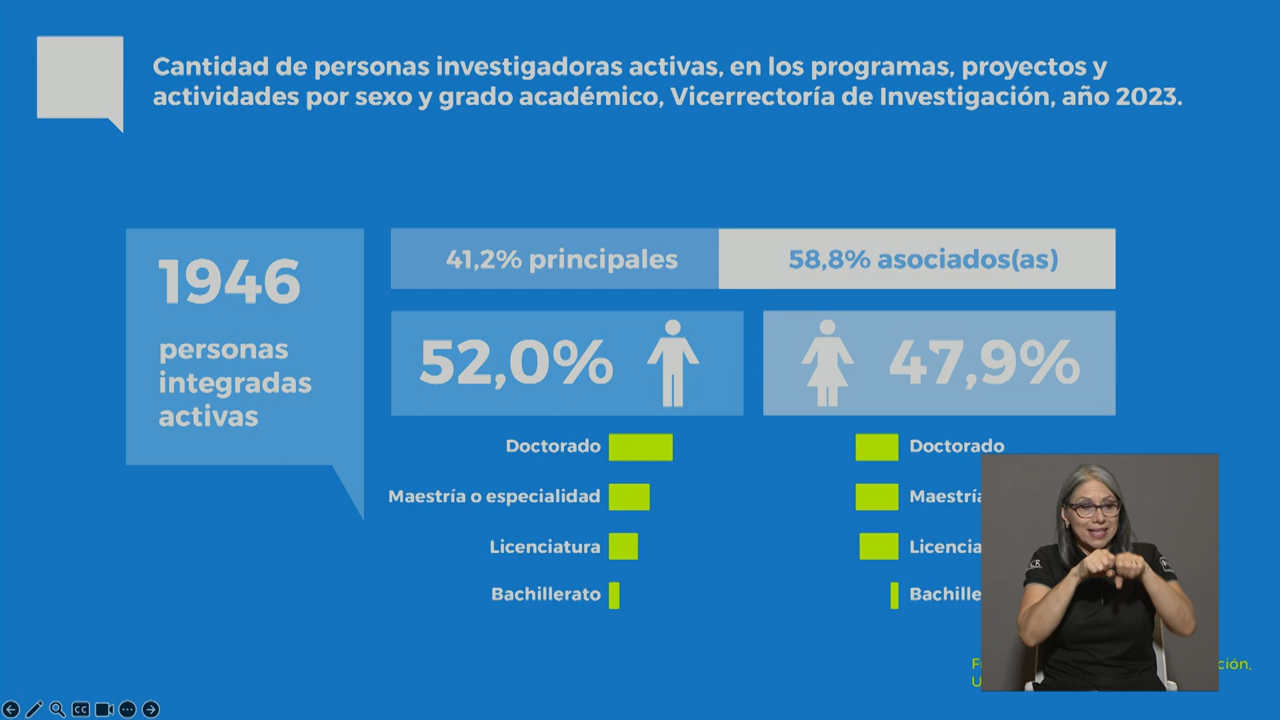 Cantidad de personas investigadoras activas, en los programas, proyectos y
actividades por sexo y grado académico, Vicerrectoría de Investigación, año 2023.
1946
personas
integradas
activas
41,2% principales
58,8% asociados(as)
52,0%
47,9%
Doctorado
Doctorado
Maestría o especialidad
Maestría
Licenciatura
Bachillerato